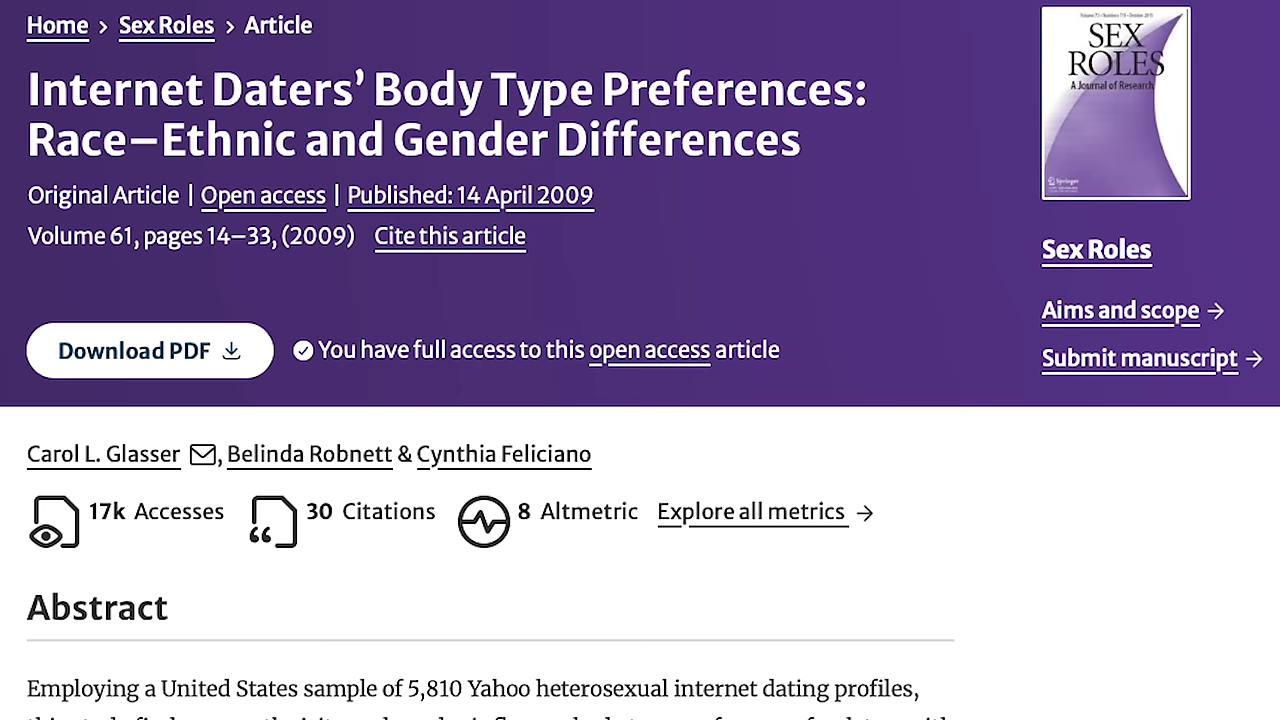 Home > Sex Roles > Article
Internet Daters’ Body Type Preferences:
Race–Ethnic and Gender Differences
Original Article | Open access | Published: 14 April 2009
Volume 61, pages 14–33, (2009) Cite this article
Download PDF
You have full access to this open access article
SEX
ROLES
A Journal of Research
Springer
Sex Roles
Aims and scope →
Submit manuscript →
Carol L. Glasser, Belinda Robnett & Cynthia Feliciano
17k Accesses 30 Citations 8 Altmetric Explore all metrics →
Abstract
Employing a United States sample of 5,810 Yahoo heterosexual internet dating profiles,